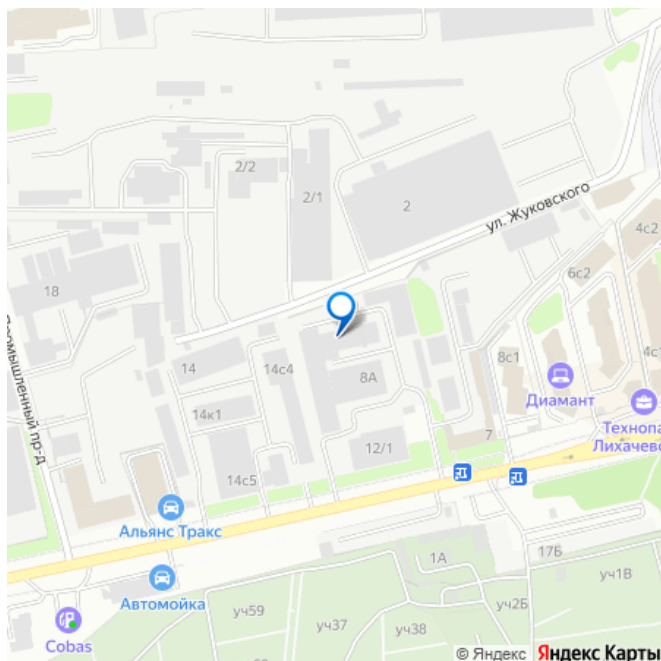 2/2
2/1
2
ул. Жуковского
4с2
6с2
18
Промышленный пр-д
14
14с4
8А
8с1
4с1
Диамант
14к1
Технопа
Лихачево
7
12/1
14с5
Альянс Тракс
1А
17Б
Автомойка
уч1В
уч59
уч2Б
уч37
уч38
Cobas
© Яндекс Яндекс Карты